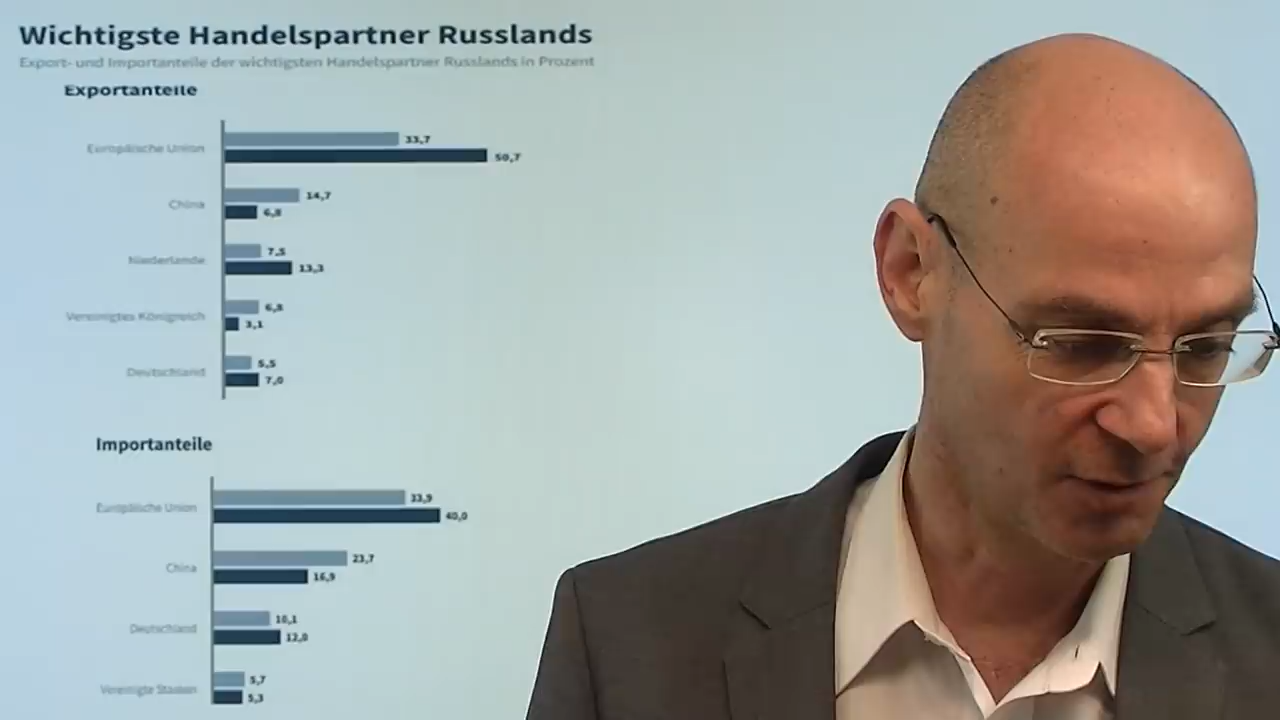 Wichtigste Handelspartner Russlands
Export- und Importanteile der wichtigsten Handelspartner Russlands in Prozent
Exportanteile
Europäische Union 33,7
50,7
China 14,7
6,8
Niederlande 7,5
13,3
Vereinigtes Königreich 6,8
3,1
Deutschland 5,5
7,0
Importanteile
Europäische Union 33,9
40,0
China 23,7
16,9
Deutschland 10,1
12,0
Vereinigte Staaten 5,7
5,3